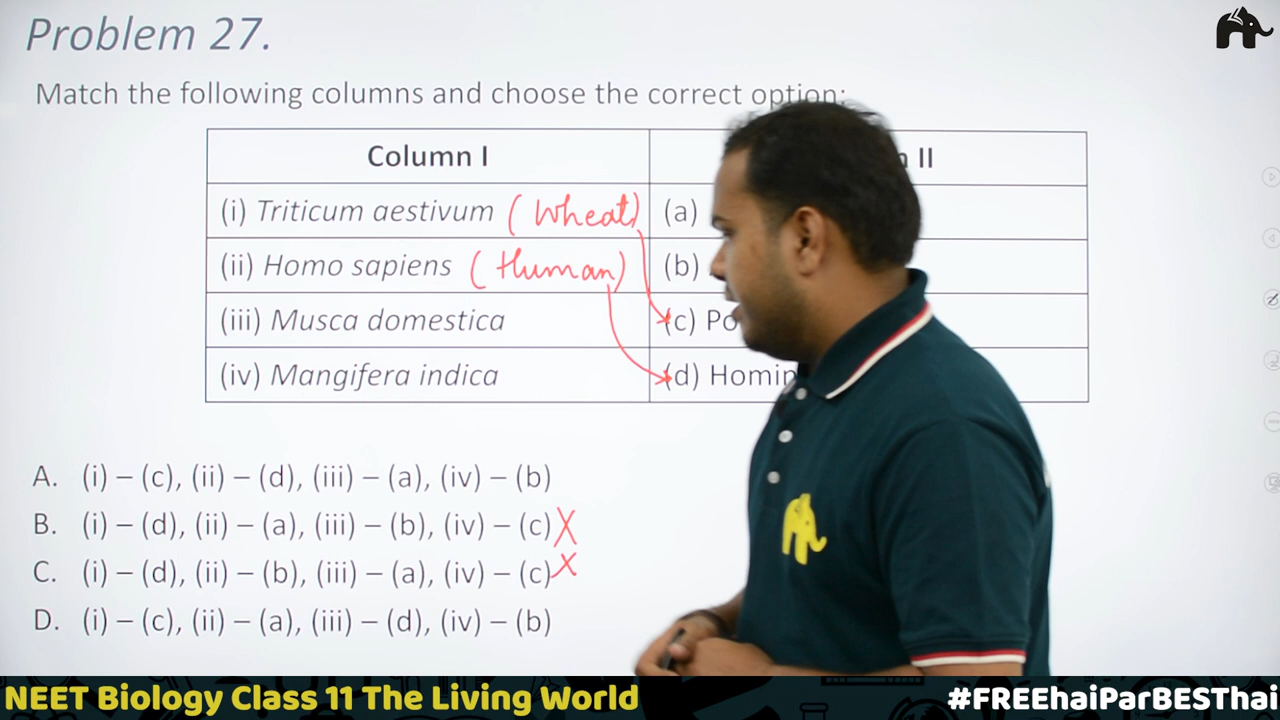 Problem 27.
Match the following columns and choose the correct option:
Column I II
(i) Triticum aestivum (Wheat) (a)
(ii) Homo sapiens (Human) (b)
(iii) Musca domestica (c)
(iv) Mangifera indica (d)
A. (i) – (c), (ii) – (d), (iii) – (a), (iv) – (b)
B. (i) – (d), (ii) – (a), (iii) – (b), (iv) – (c) X
C. (i) – (d), (ii) – (b), (iii) – (a), (iv) – (c) X
D. (i) – (c), (ii) – (a), (iii) – (d), (iv) – (b)
NEET Biology Class 11 The Living World #FREEhaiParBESThai